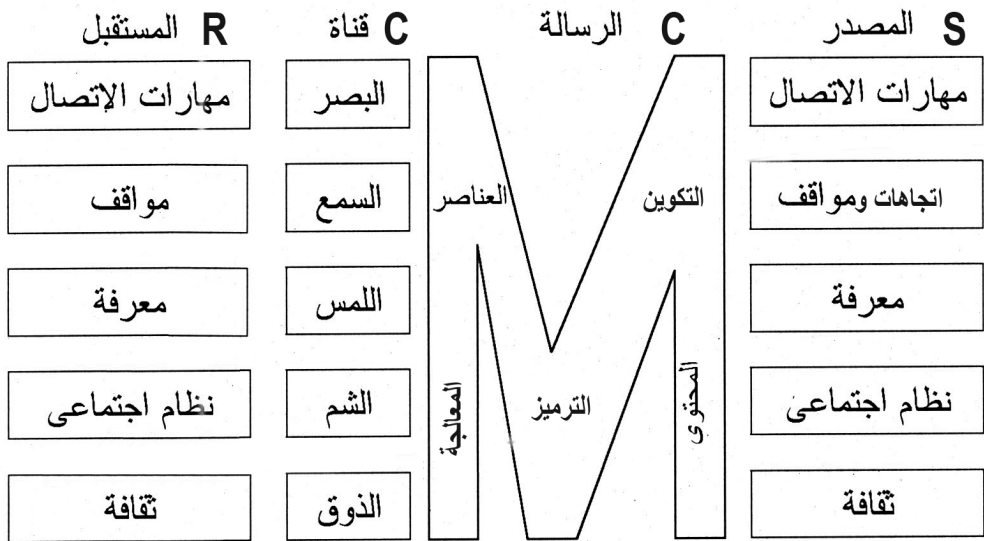 S المصدر
C الرسالة
C قناة
R المستقبل
مهارات الاتصال
البصر
مهارات الإتصال
اتجاهات ومواقف
التكوين
العناصر
السمع
مواقف
معرفة
اللمس
معرفة
نظام اجتماعى
المحتوى
الترميز
المعالجة
الشم
نظام اجتماعى
ثقافة
الذوق
ثقافة